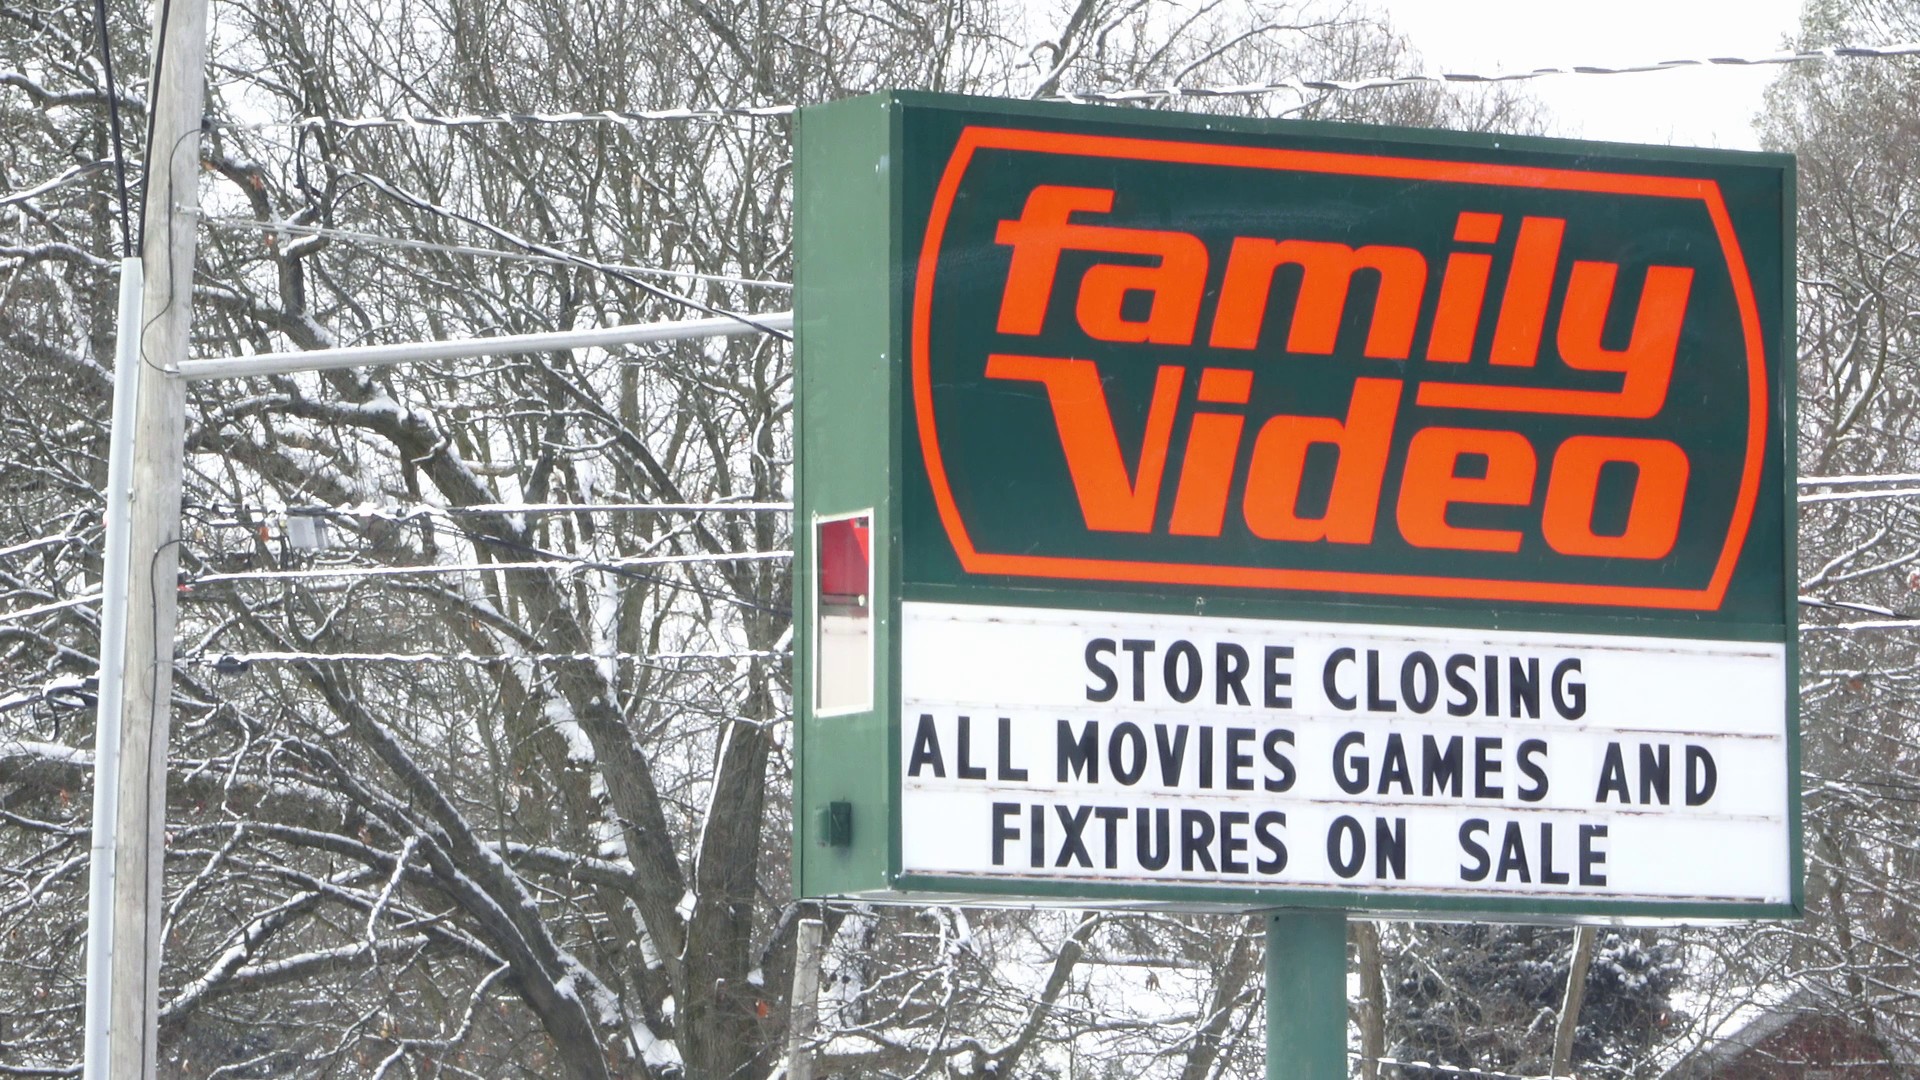 family
Video
STORE CLOSING
ALL MOVIES GAMES AND
FIXTURES ON SALE